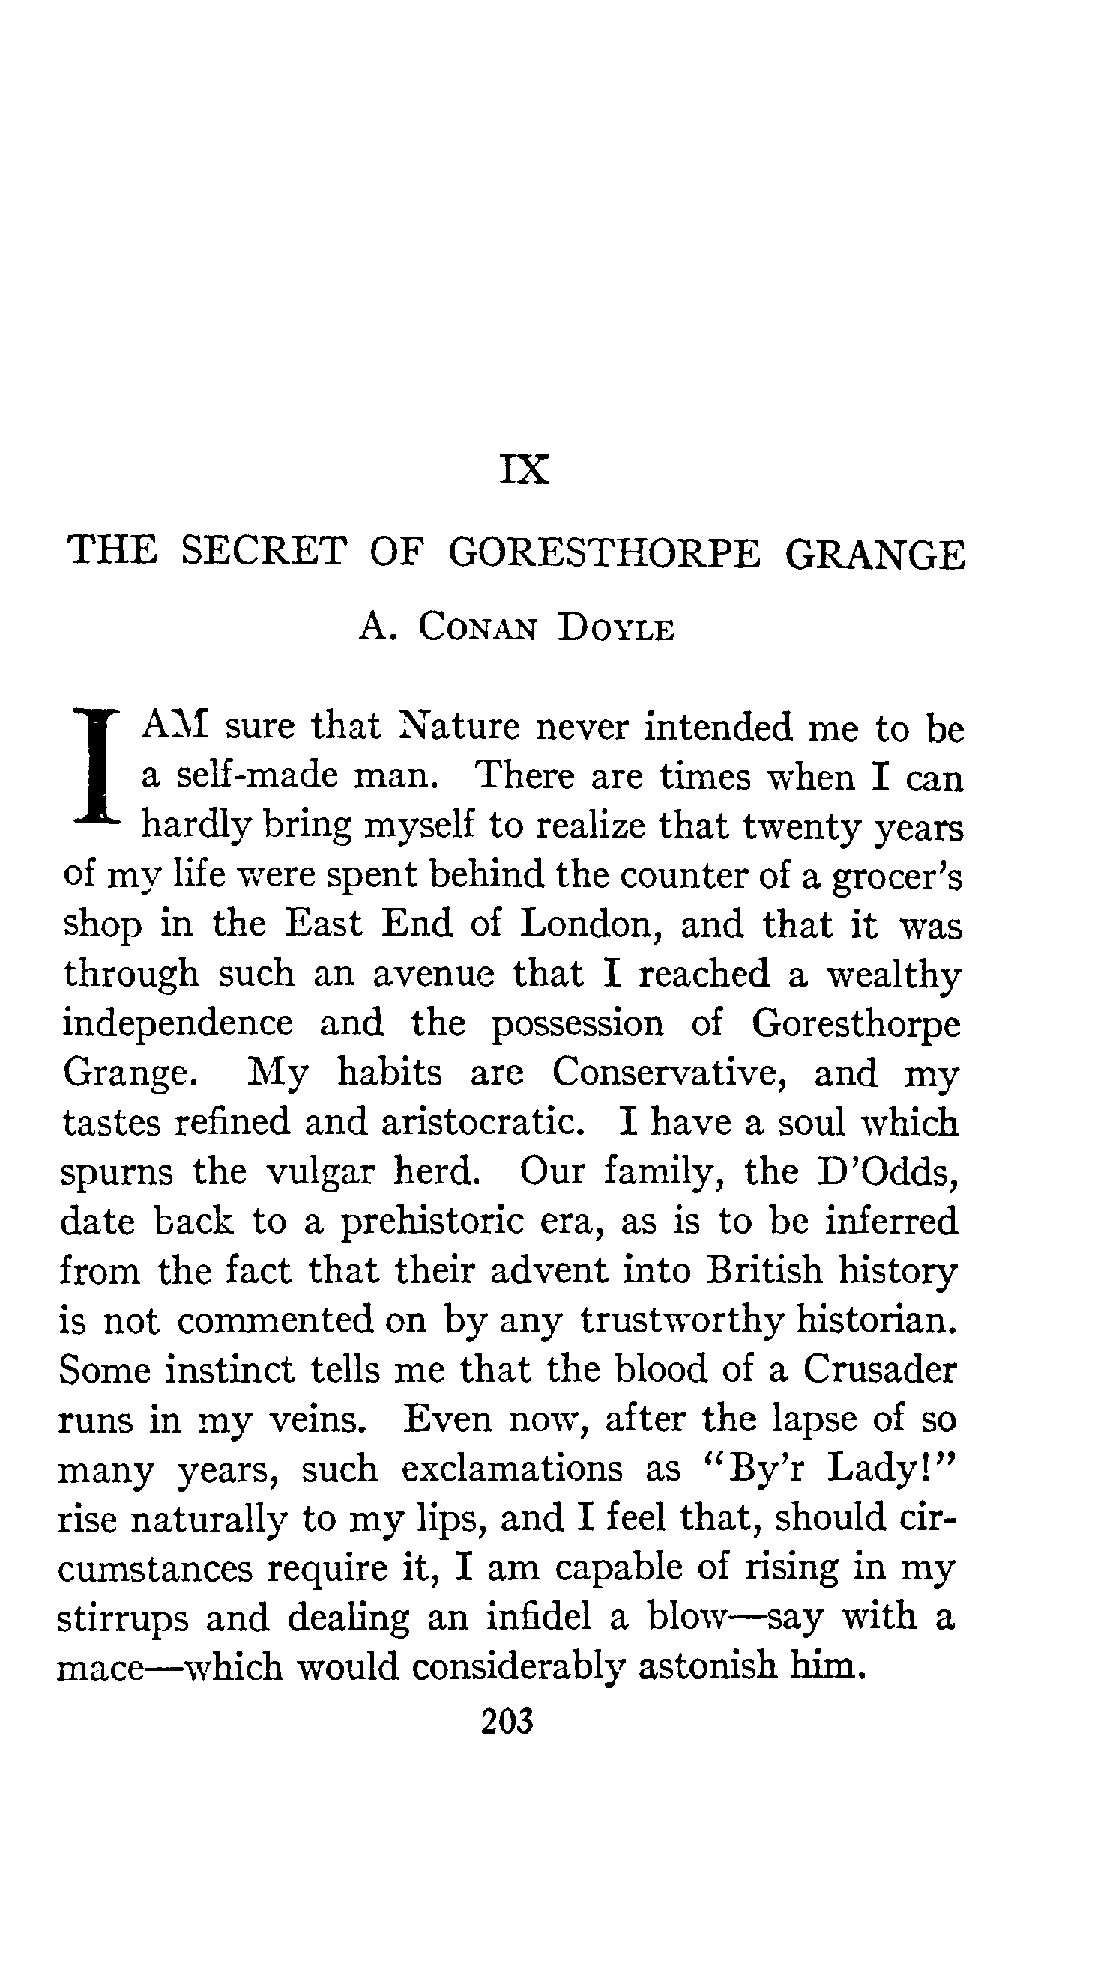 IX
THE SECRET OF GORESTHORPE GRANGE
A. CONAN DOYLE
I AM sure that Nature never intended me to be
a self-made man. There are times when I can
hardly bring myself to realize that twenty years
of my life were spent behind the counter of a grocer's
shop in the East End of London, and that it was
through such an avenue that I reached a wealthy
independence and the possession of Goresthorpe
Grange. My habits are Conservative, and my
tastes refined and aristocratic. I have a soul which
spurns the vulgar herd. Our family, the D'Odds,
date back to a prehistoric era, as is to be inferred
from the fact that their advent into British history
is not commented on by any trustworthy historian.
Some instinct tells me that the blood of a Crusader
runs in my veins. Even now, after the lapse of so
many years, such exclamations as "By'r Lady!"
rise naturally to my lips, and I feel that, should cir-
cumstances require it, I am capable of rising in my
stirrups and dealing an infidel a blow—say with a
mace—which would considerably astonish him.
203